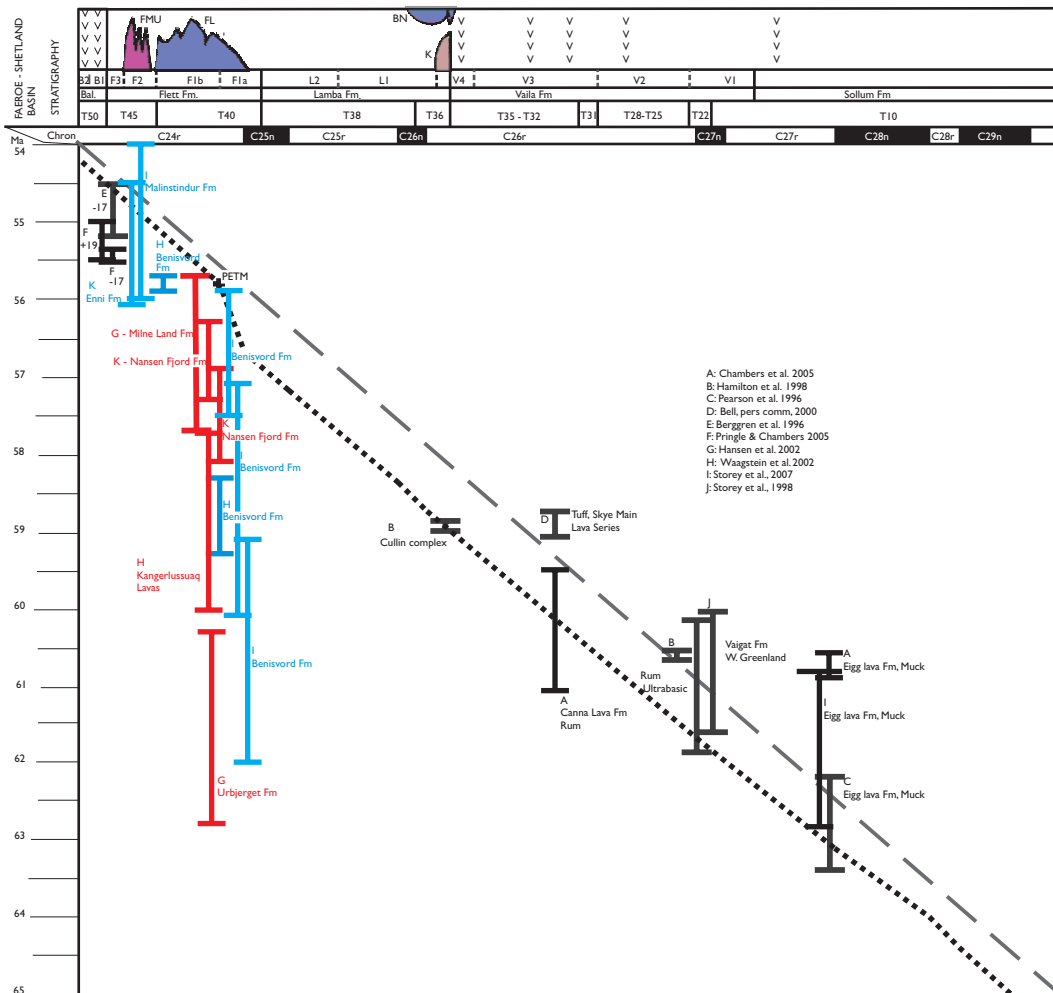 FAEROE - SHETLAND
BASIN
STRATIGRAPHY
V V V V V V V V
V V V V V V V V V V V V V V V V V V V V
FMU
FL
BN
K
B2 B1 F3 F2 F1b F1a L2 L1 V4 V3 V2 V1
Bal. Flett Fm. Lamba Fm. Vaila Fm Sollum Fm
T50 T45 T40 T38 T36 T35 - T32 T31 T28-T25 T22 T10
Chron C24r C25n C25r C26n C26r C27n C27r C28n C28r C29n
Ma
54
55
56
57
58
59
60
61
62
63
64
65
I
Malinstindur Fm
E
-17
F
+19
F
-17
H
Benisvord
Fm
K
Enni Fm
PETM
G - Milne Land Fm
K - Nansen Fjord Fm
I
Benisvord Fm
K
Nansen Fjord Fm
I
Benisvord Fm
H
Benisvord Fm
H
Kangerlussuaq
Lavas
I
Benisvord Fm
G
Urbjerget Fm
B
Cullin complex
D
Tuff, Skye Main
Lava Series
A
Canna Lava Fm
Rum
B
Rum
Ultrabasic
J
Vaigat Fm
W. Greenland
A
Eigg lava Fm, Muck
I
Eigg lava Fm, Muck
C
Eigg lava Fm, Muck
A: Chambers et al. 2005
B: Hamilton et al. 1998
C: Pearson et al. 1996
D: Bell, pers comm, 2000
E: Berggren et al. 1996
F: Pringle & Chambers 2005
G: Hansen et al. 2002
H: Waagstein et al. 2002
I: Storey et al., 2007
J: Storey et al., 1998